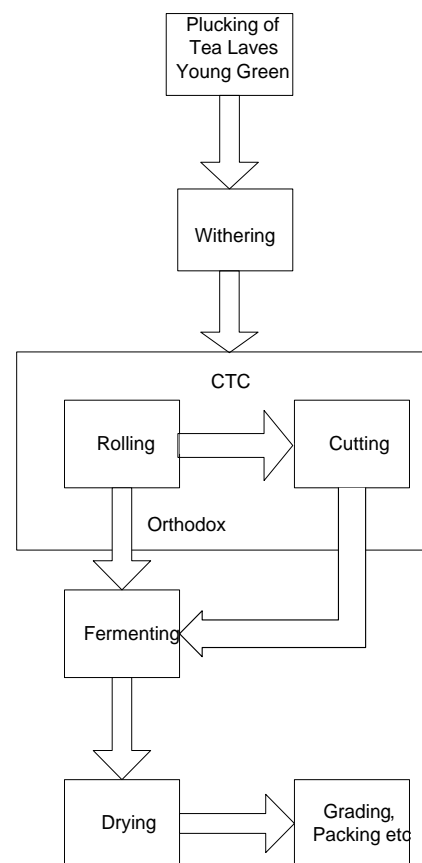 Plucking of
Tea Laves
Young Green
Withering
CTC
Rolling
Cutting
Orthodox
Fermenting
Drying
Grading,
Packing etc